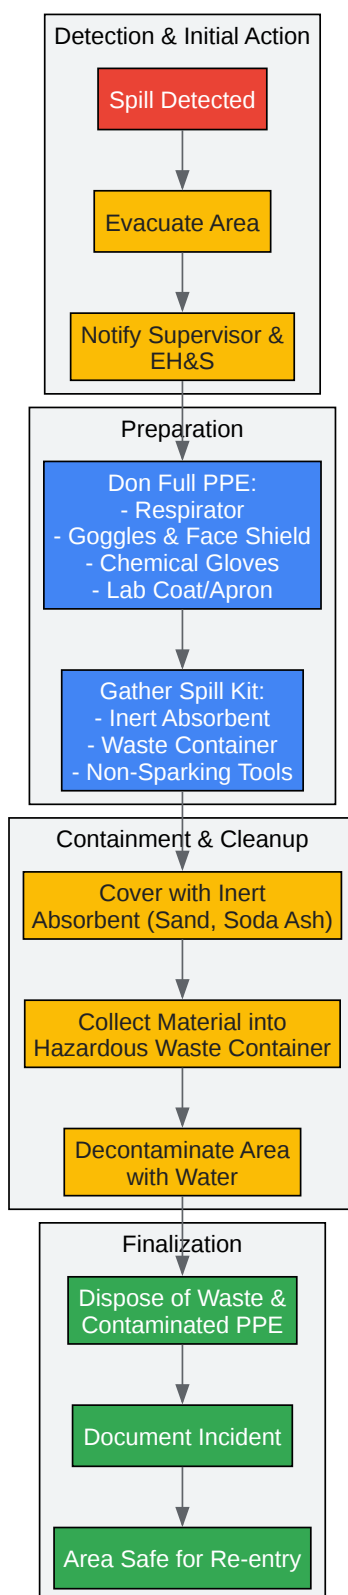 Detection & Initial Action
Spill Detected
Evacuate Area
Notify Supervisor &
EH&S
Preparation
Don Full PPE:
- Respirator
- Goggles & Face Shield
- Chemical Gloves
- Lab Coat/Apron
Gather Spill Kit:
- Inert Absorbent
- Waste Container
- Non-Sparking Tools
Containment & Cleanup
Cover with Inert
Absorbent (Sand, Soda Ash)
Collect Material into
Hazardous Waste Container
Decontaminate Area
with Water
Finalization
Dispose of Waste &
Contaminated PPE
Document Incident
Area Safe for Re-entry